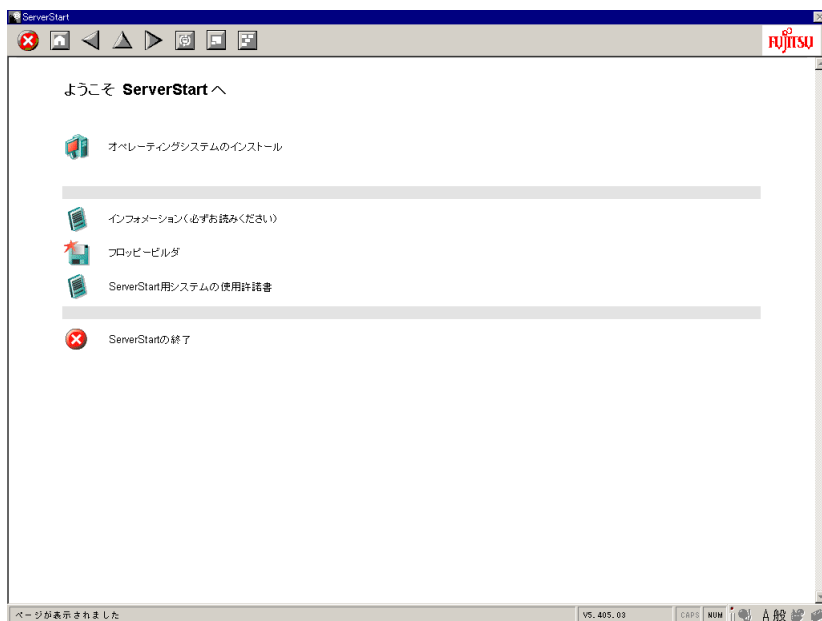 ServerStart
FUJITSU
ようこそ ServerStart へ
オペレーティングシステムのインストール
インフォメーション(必ずお読みください)
フロッピービルダ
ServerStart用システムの使用許諾書
ServerStartの終了
ページが表示されました
V5.405.03
CAPS NUM
A 般